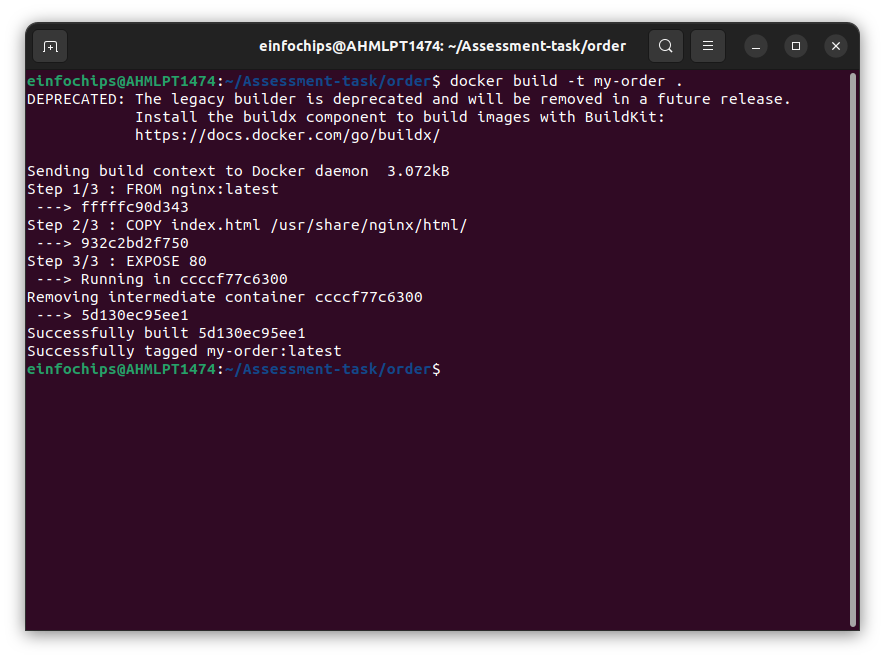 einfochips@AHMLPT1474: ~/Assessment-task/order
einfochips@AHMLPT1474:~/Assessment-task/order$ docker build -t my-order .
DEPRECATED: The legacy builder is deprecated and will be removed in a future release.
            Install the buildx component to build images with BuildKit:
            https://docs.docker.com/go/buildx/

Sending build context to Docker daemon  3.072kB
Step 1/3 : FROM nginx:latest
 ---> fffffc90d343
Step 2/3 : COPY index.html /usr/share/nginx/html/
 ---> 932c2bd2f750
Step 3/3 : EXPOSE 80
 ---> Running in ccccf77c6300
Removing intermediate container ccccf77c6300
 ---> 5d130ec95ee1
Successfully built 5d130ec95ee1
Successfully tagged my-order:latest
einfochips@AHMLPT1474:~/Assessment-task/order$